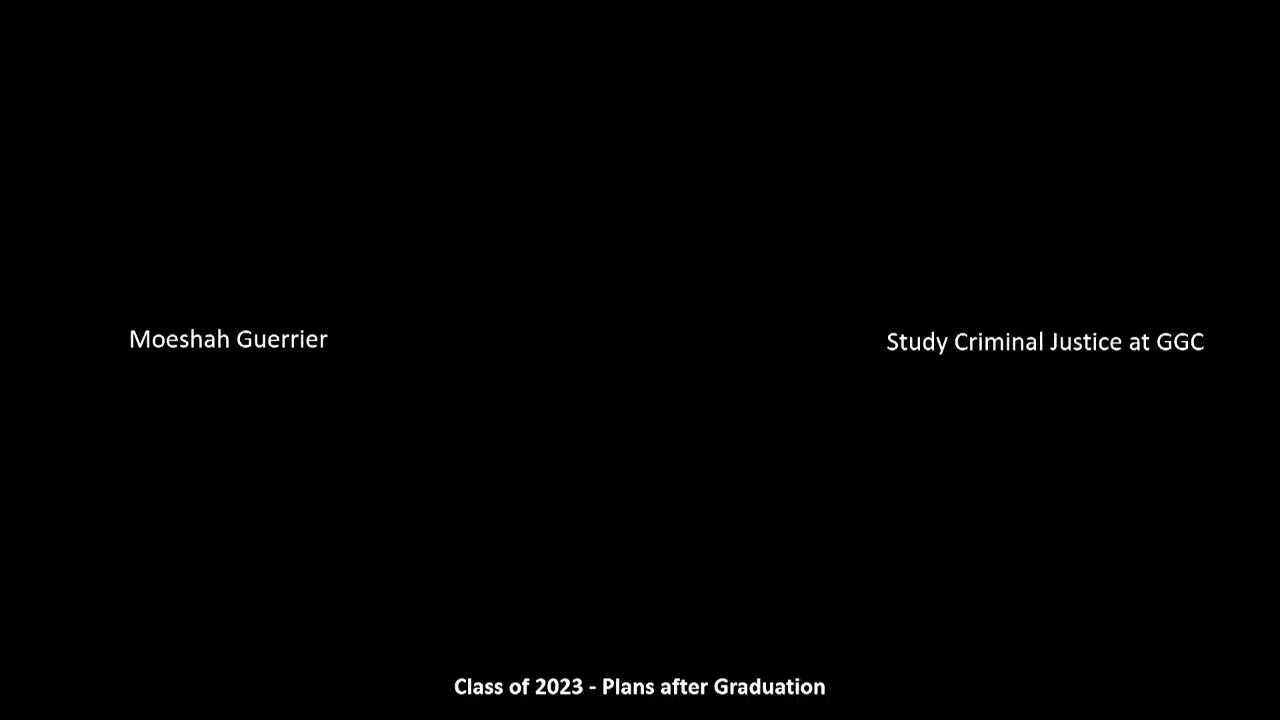 Moeshah Guerrier
Study Criminal Justice at GGC
Class of 2023 - Plans after Graduation